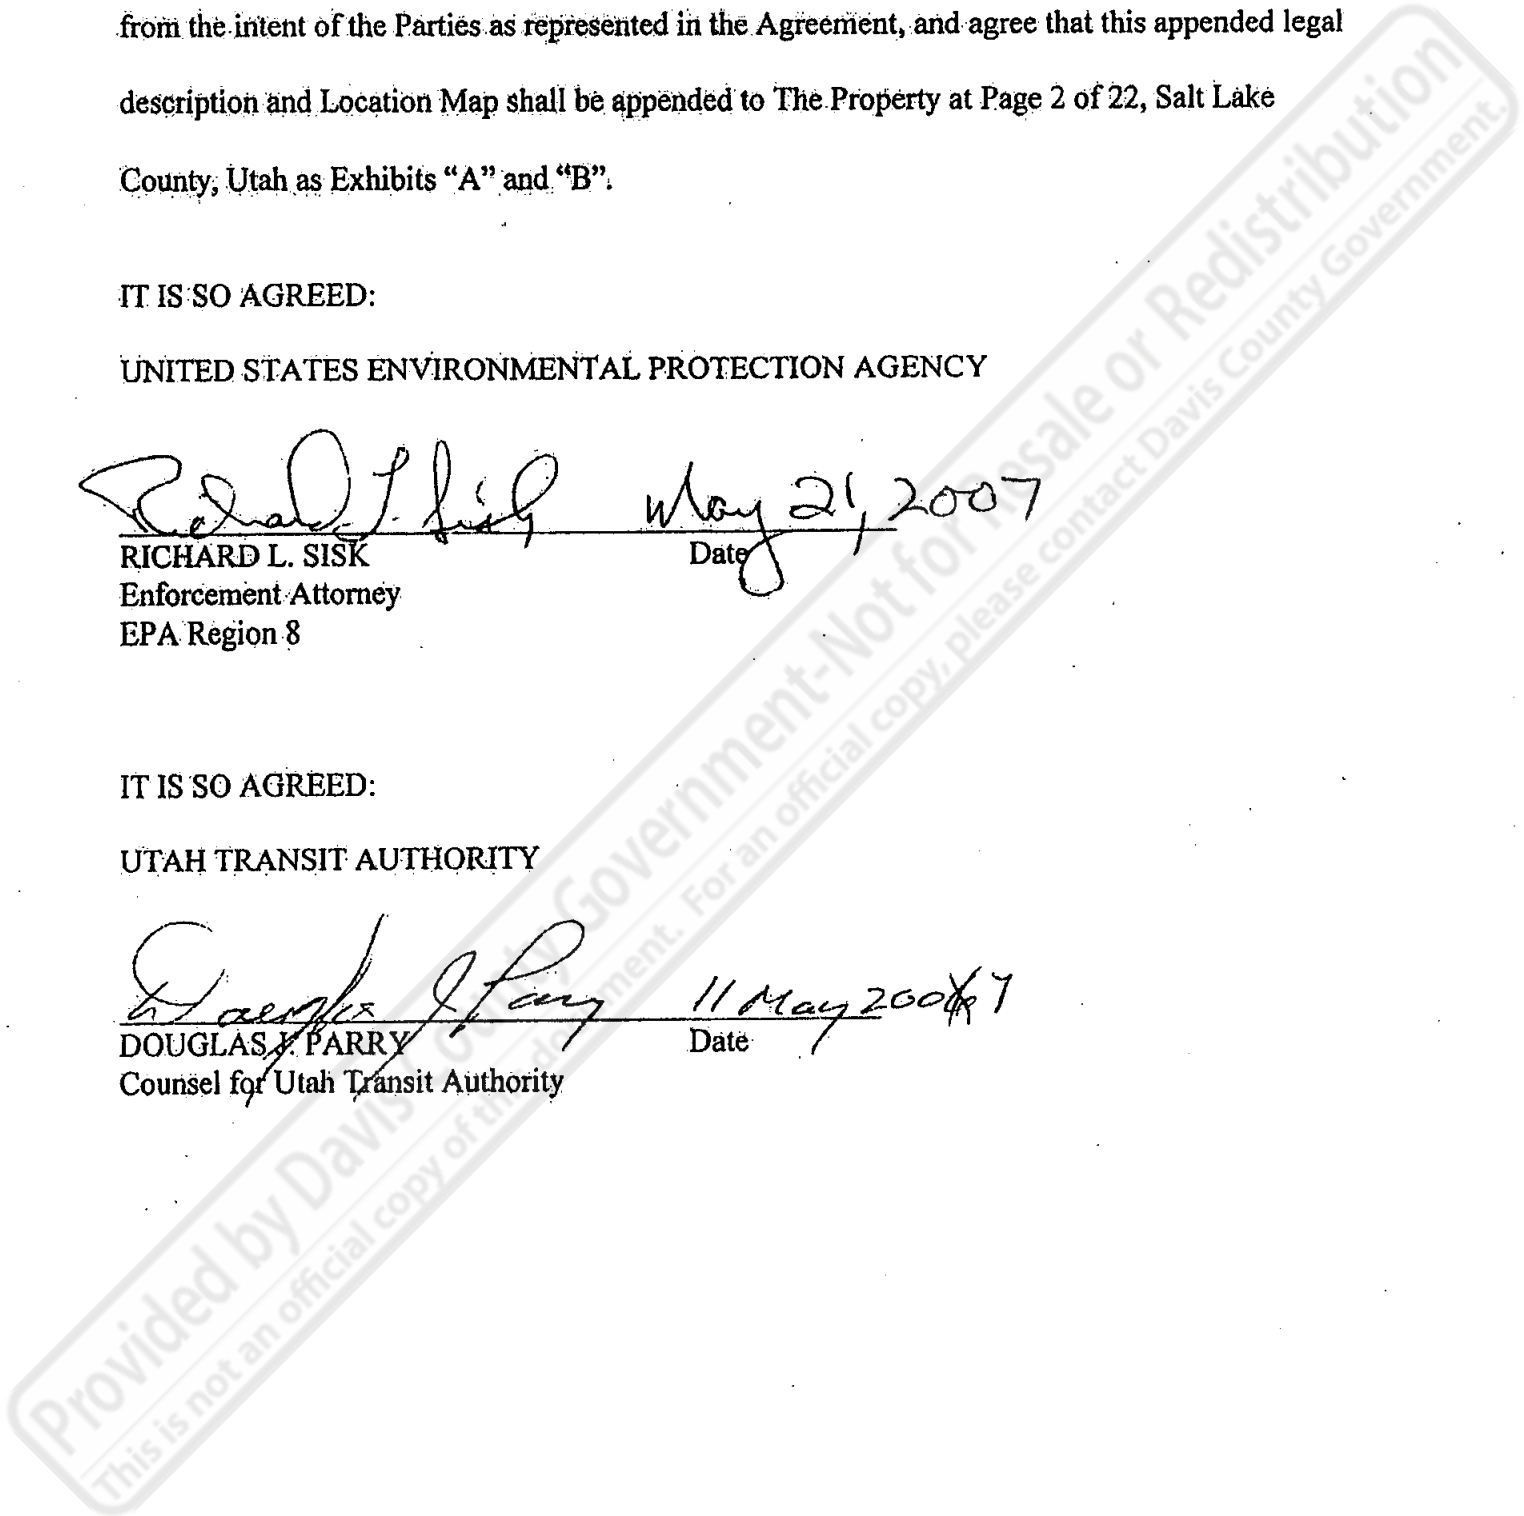 from the intent of the Parties as represented in the Agreement, and agree that this appended legal
description and Location Map shall be appended to The Property at Page 2 of 22, Salt Lake
County, Utah as Exhibits “A” and “B”.
IT IS SO AGREED:
UNITED STATES ENVIRONMENTAL PROTECTION AGENCY
Richard L. Sisk May 21, 2007
RICHARD L. SISK Date
Enforcement Attorney
EPA Region 8
IT IS SO AGREED:
UTAH TRANSIT AUTHORITY
Douglas J. Parry 11 May 2007
DOUGLAS J. PARRY Date
Counsel for Utah Transit Authority
Provided by Davis County Government-Not for Resale or Redistribution
This is not an official copy of this document. For an official copy, please contact Davis County Government.